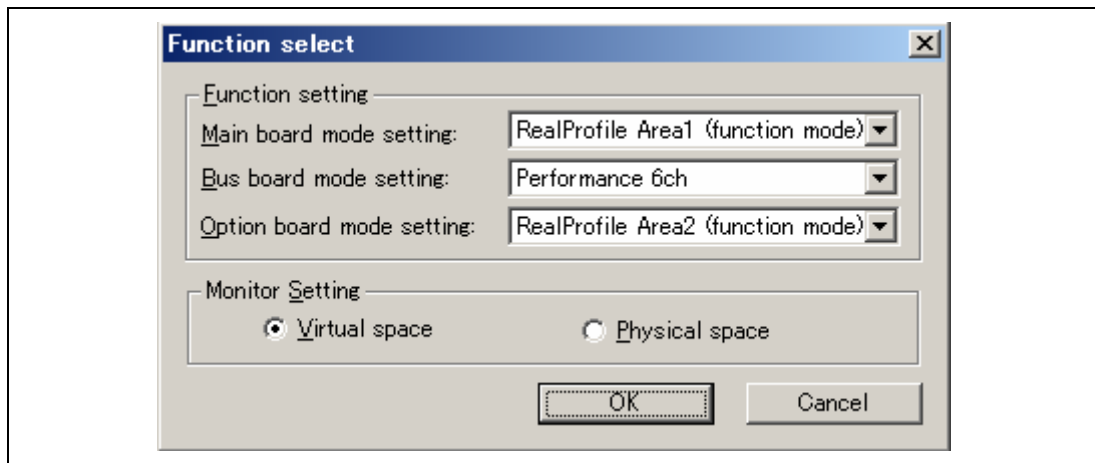 Function select
Function setting
Main board mode setting: RealProfile Area1 (function mode)
Bus board mode setting: Performance 6ch
Option board mode setting: RealProfile Area2 (function mode)
Monitor Setting
Virtual space Physical space
OK Cancel